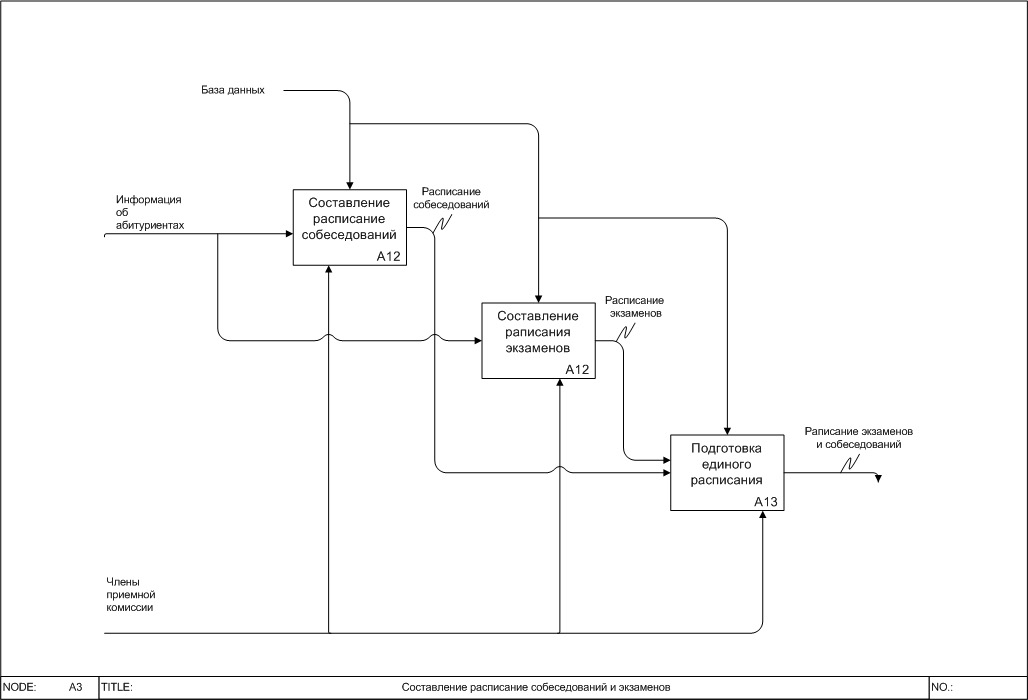 База данных
Информация
об
абитуриентах
Составление
расписание
собеседований
A12
Расписание
собеседований
Составление
раписания
экзаменов
A12
Расписание
экзаменов
Подготовка
единого
расписания
A13
Раписание экзаменов
и собеседований
Члены
приемной
комиссии
NODE: A3 TITLE: Составление расписание собеседований и экзаменов NO.: